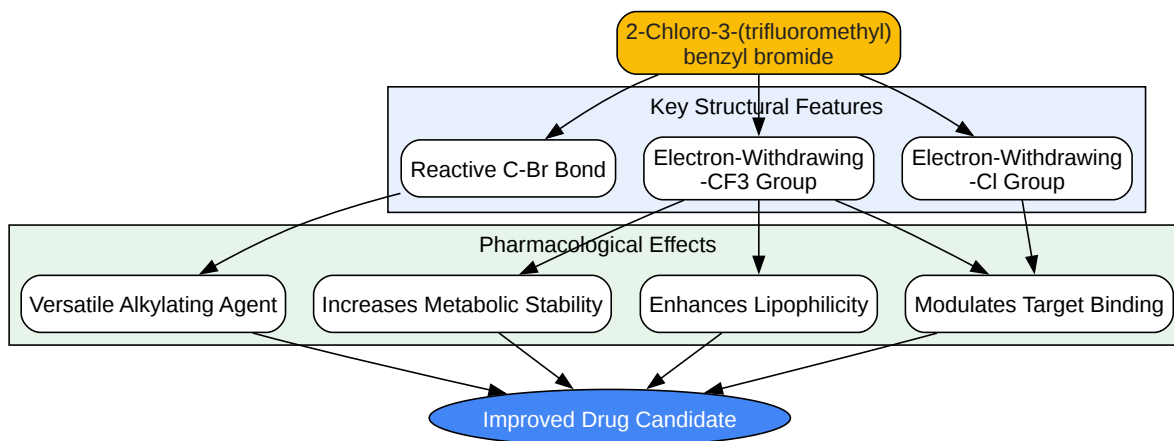 2-Chloro-3-(trifluoromethyl)
benzyl bromide
Key Structural Features
Reactive C-Br Bond
Electron-Withdrawing
-CF3 Group
Electron-Withdrawing
-Cl Group
Pharmacological Effects
Versatile Alkylating Agent
Increases Metabolic Stability
Enhances Lipophilicity
Modulates Target Binding
Improved Drug Candidate